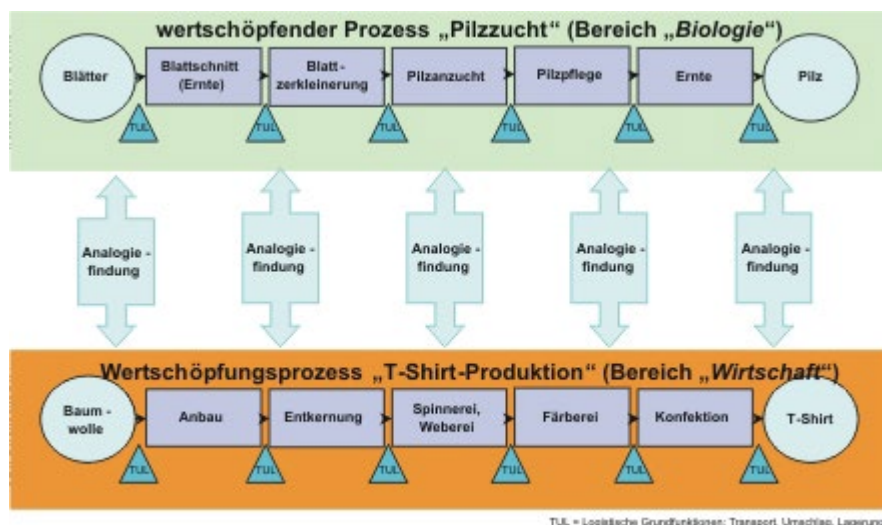 wertschöpfender Prozess „Pilzzucht“ (Bereich „Biologie“)
Blätter
Blattschnitt
(Ernte)
Blatt -
zerkleinerung
Pilzanzucht
Pilzpflege
Ernte
Pilz
TUL
TUL
TUL
TUL
TUL
TUL
Analogie -
findung
Analogie -
findung
Analogie -
findung
Analogie -
findung
Analogie -
findung
Wertschöpfungsprozess „T-Shirt-Produktion“ (Bereich „Wirtschaft“)
Baum -
wolle
Anbau
Entkernung
Spinnerei,
Weberei
Färberei
Konfektion
T-Shirt
TUL
TUL
TUL
TUL
TUL
TUL
TUL = Logistische Grundfunktionen: Transport, Umschlag, Lagerung